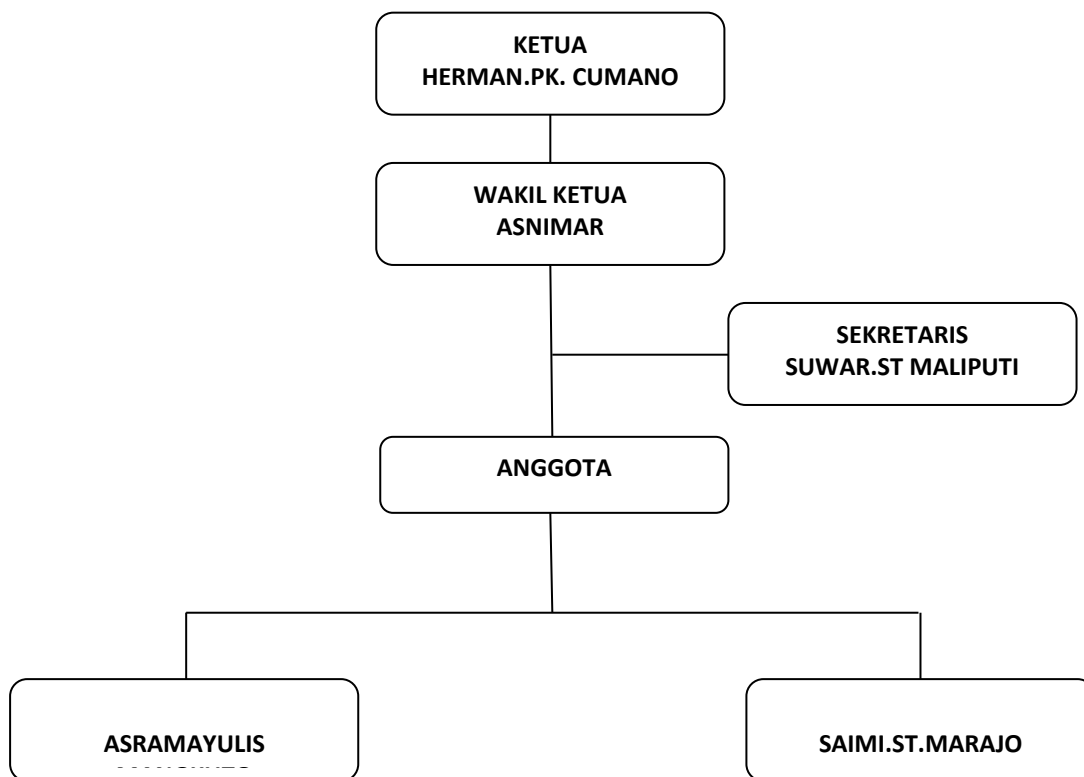 KETUA
HERMAN.PK. CUMANO
WAKIL KETUA
ASNIMAR
SEKRETARIS
SUWAR.ST MALIPUTI
ANGGOTA
ASRAMAYULIS
SAIMI.ST.MARAJO